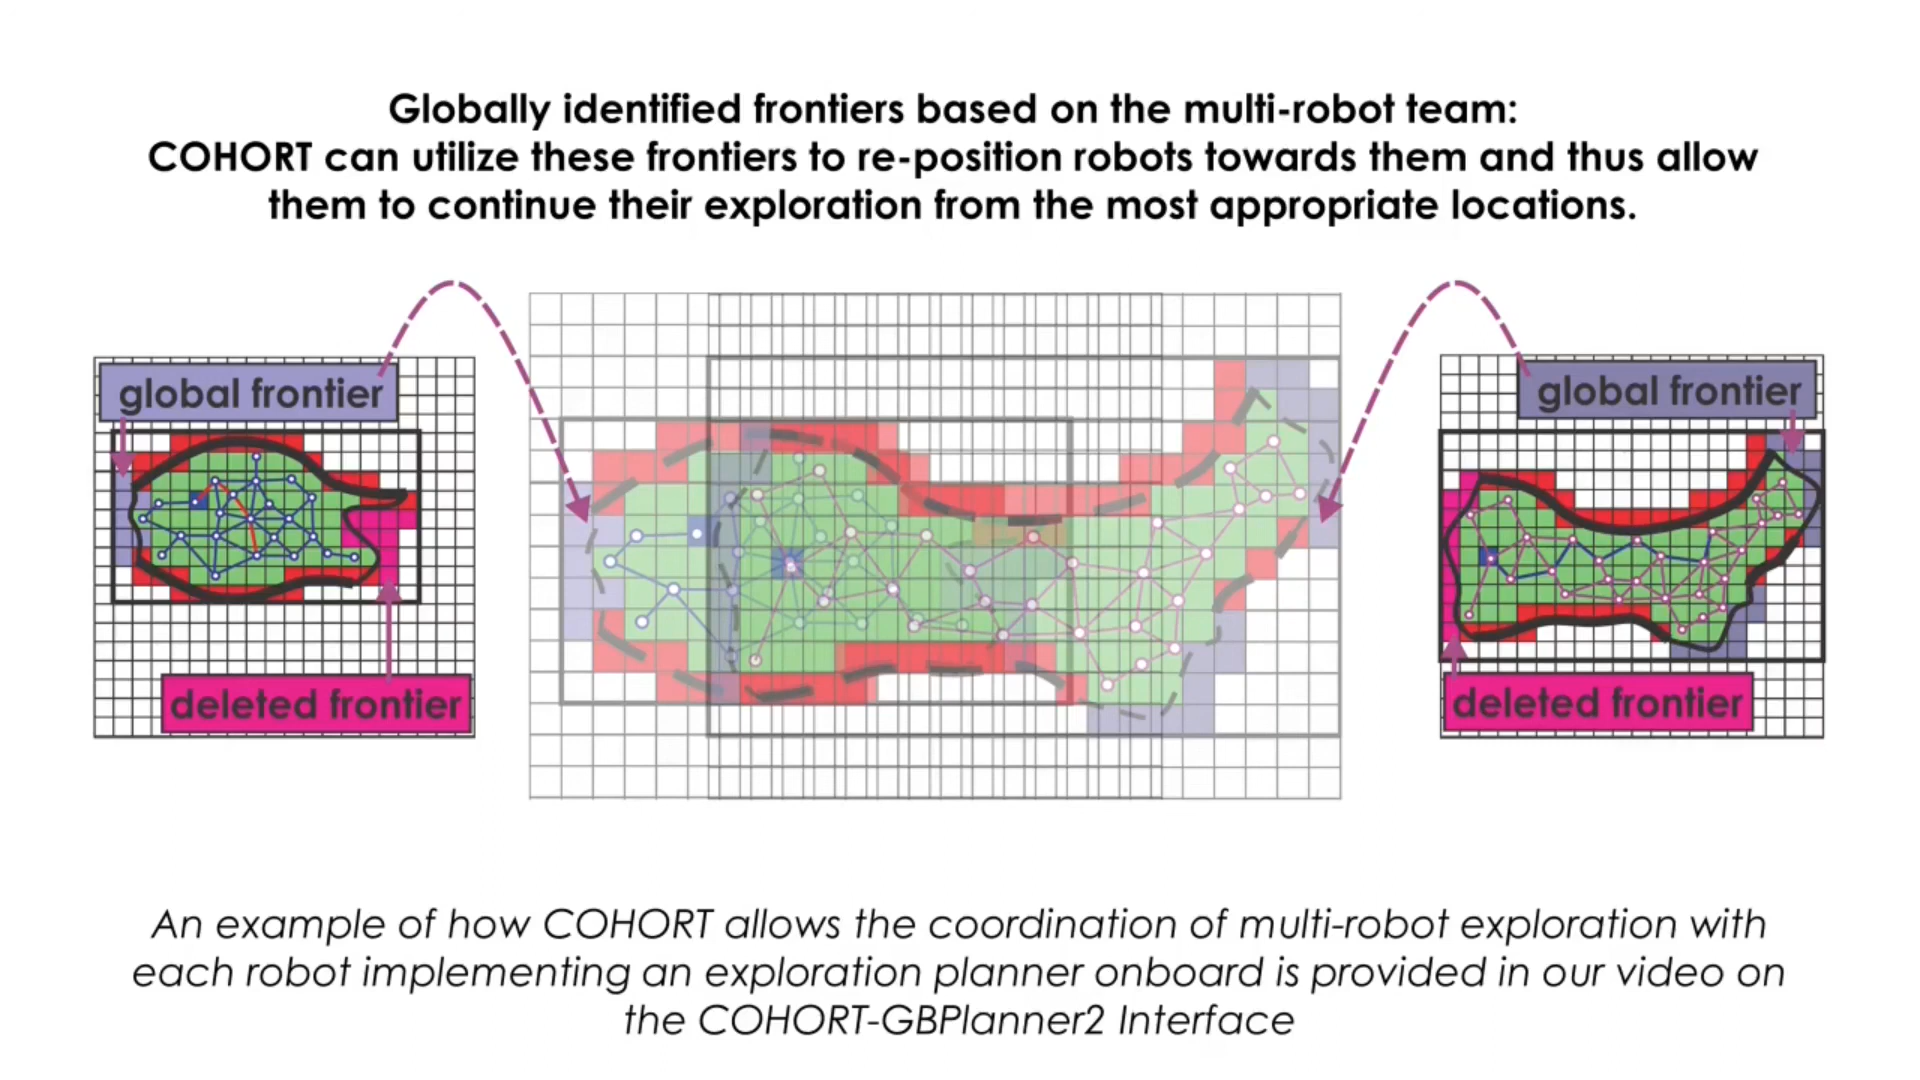 Globally identified frontiers based on the multi-robot team:
COHORT can utilize these frontiers to re-position robots towards them and thus allow
them to continue their exploration from the most appropriate locations.
global frontier
global frontier
deleted frontier
deleted frontier
An example of how COHORT allows the coordination of multi-robot exploration with
each robot implementing an exploration planner onboard is provided in our video on
the COHORT-GBPlanner2 Interface